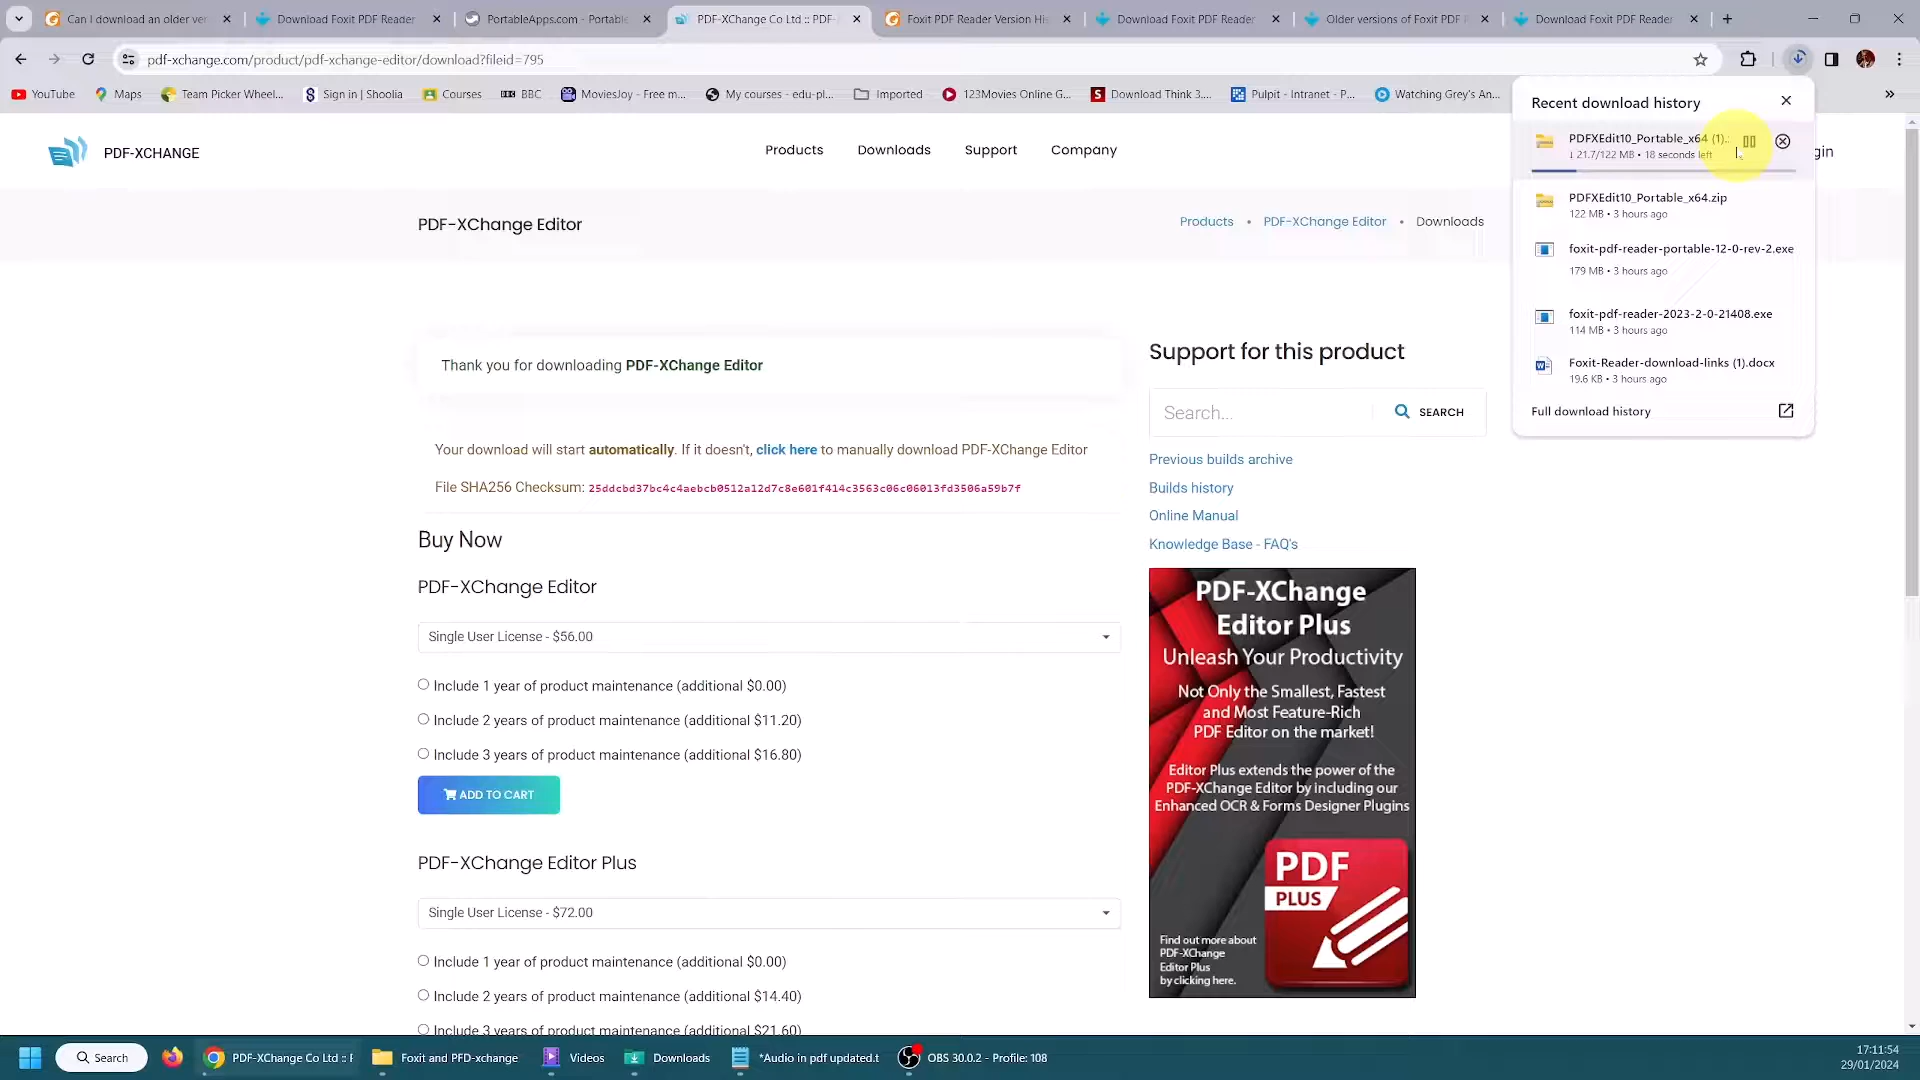 Can I download an older ver
Download Foxit PDF Reader
PortableApps.com - Portable
PDF-XChange Co Ltd :: PDF-
Foxit PDF Reader Version His
Download Foxit PDF Reader
Older versions of Foxit PDF R
Download Foxit PDF Reader
pdf-xchange.com/product/pdf-xchange-editor/download?fileid=795
YouTube
Maps
Team Picker Wheel...
Sign in | Shoolia
Courses
BBC
MoviesJoy - Free m...
My courses - edu-pl...
Imported
123Movies Online G...
Download Think 3....
Pulpit - Intranet - P...
Watching Grey's An...
»
Recent download history
PDFXEdit10_Portable_x64 (1)..
↓ 21.7/122 MB • 18 seconds left
PDFXEdit10_Portable_x64.zip
122 MB • 3 hours ago
foxit-pdf-reader-portable-12-0-rev-2.exe
179 MB • 3 hours ago
foxit-pdf-reader-2023-2-0-21408.exe
114 MB • 3 hours ago
Foxit-Reader-download-links (1).docx
19.6 KB • 3 hours ago
Full download history
PDF-XCHANGE
Products
Downloads
Support
Company
gin
PDF-XChange Editor
Products • PDF-XChange Editor • Downloads
Thank you for downloading PDF-XChange Editor
Your download will start automatically. If it doesn't, click here to manually download PDF-XChange Editor
File SHA256 Checksum: 25ddcbd37bc4c4aebcb0512a12d7c8e601f414c3563c06c06013fd3506a59b7f
Buy Now
PDF-XChange Editor
Single User License - $56.00
Include 1 year of product maintenance (additional $0.00)
Include 2 years of product maintenance (additional $11.20)
Include 3 years of product maintenance (additional $16.80)
ADD TO CART
PDF-XChange Editor Plus
Single User License - $72.00
Include 1 year of product maintenance (additional $0.00)
Include 2 years of product maintenance (additional $14.40)
Include 3 years of product maintenance (additional $21.60)
Support for this product
Search...
SEARCH
Previous builds archive
Builds history
Online Manual
Knowledge Base - FAQ's
PDF-XChange
Editor Plus
Unleash Your Productivity
Not Only the Smallest, Fastest
and Most Feature-Rich
PDF Editor on the market!
Editor Plus extends the power of the
PDF-XChange Editor by including our
Enhanced OCR & Forms Designer Plugins
PDF
PLUS
Find out more about
PDF-XChange
Editor Plus
by clicking here.
Search
PDF-XChange Co Ltd :: F
Foxit and PFD-xchange
Videos
Downloads
*Audio in pdf updated.t
OBS 30.0.2 - Profile: 108
17:11:54
29/01/2024